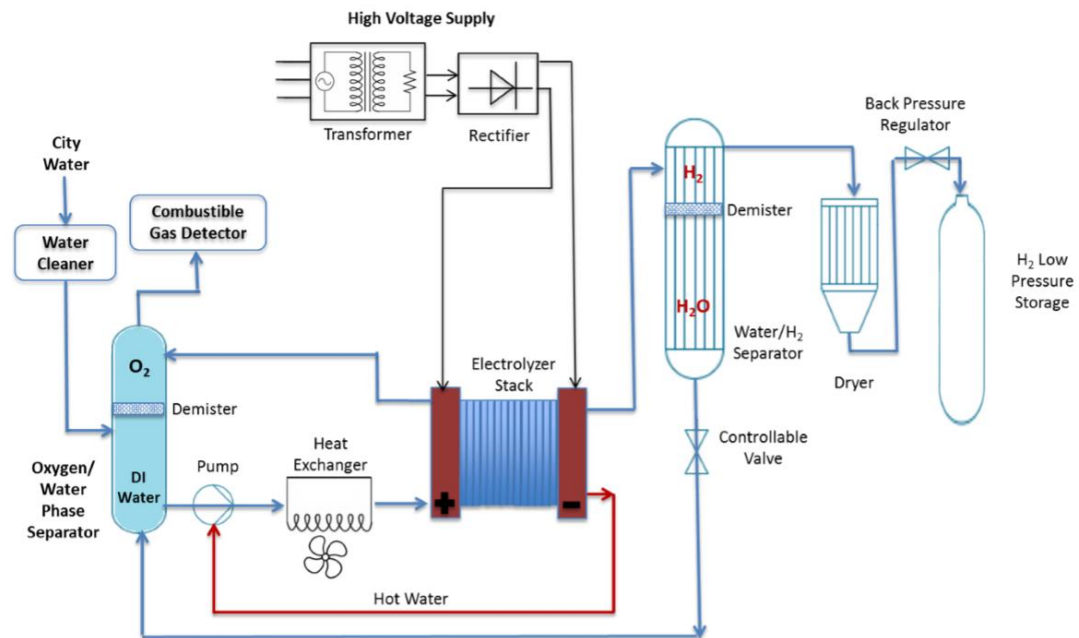 High Voltage Supply
Transformer
Rectifier
Back Pressure
Regulator
City
Water
Combustible
Gas Detector
Water
Cleaner
H₂
Demister
H₂ Low
Pressure
Storage
H₂O
Water/H₂
Separator
Dryer
O₂
Electrolyzer
Stack
Demister
Controllable
Valve
Oxygen/
Water
Phase
Separator
DI
Water
Pump
Heat
Exchanger
+
-
Hot Water